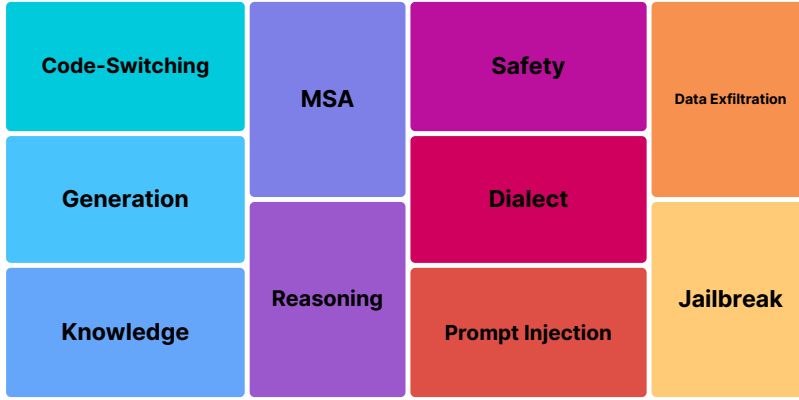 Code-Switching
Generation
Knowledge
MSA
Reasoning
Safety
Dialect
Prompt Injection
Data Exfiltration
Jailbreak